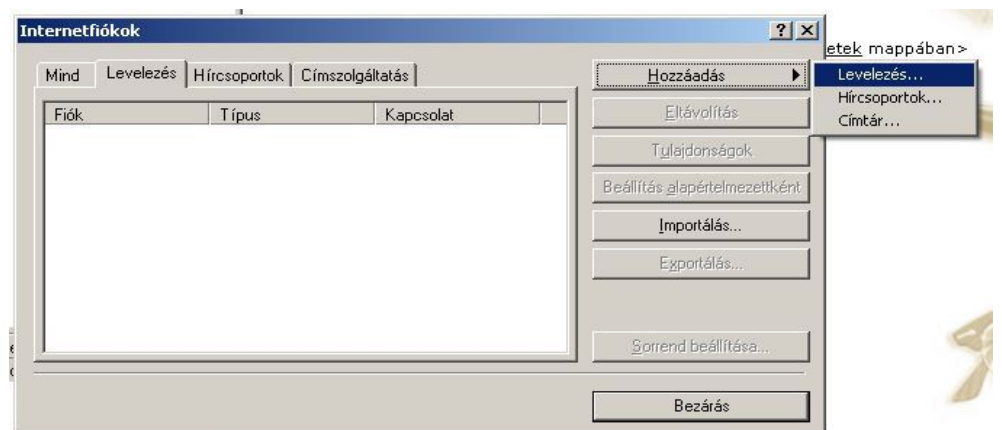 Internetfiókok
etek mappában>
Mind Levelezés Hírcsoportok Címszolgáltatás
Fiók Típus Kapcsolat
Hozzáadás
Levelezés...
Hírcsoportok...
Címtár...
Eltávolítás
Tulajdonságok
Beállítás alapértelmezettként
Importálás...
Exportálás...
Sorrend beállítása...
Bezárás